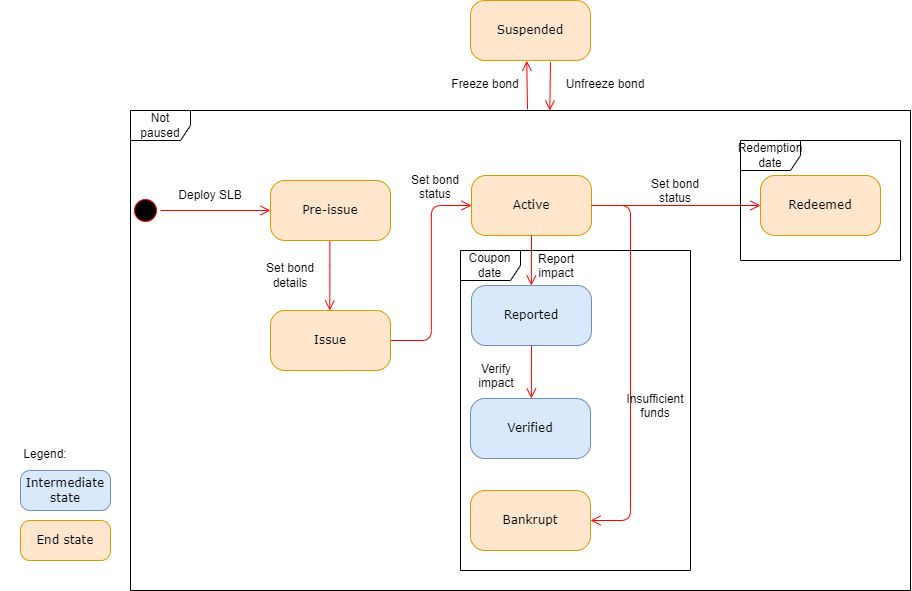 Suspended
Freeze bond
Unfreeze bond
Not
paused
Redemption
date
Deploy SLB
Pre-issue
Set bond
status
Active
Set bond
status
Redeemed
Set bond
details
Coupon
date
Report
impact
Issue
Reported
Verify
impact
Insufficient
funds
Verified
Legend:
Intermediate
state
Bankrupt
End state